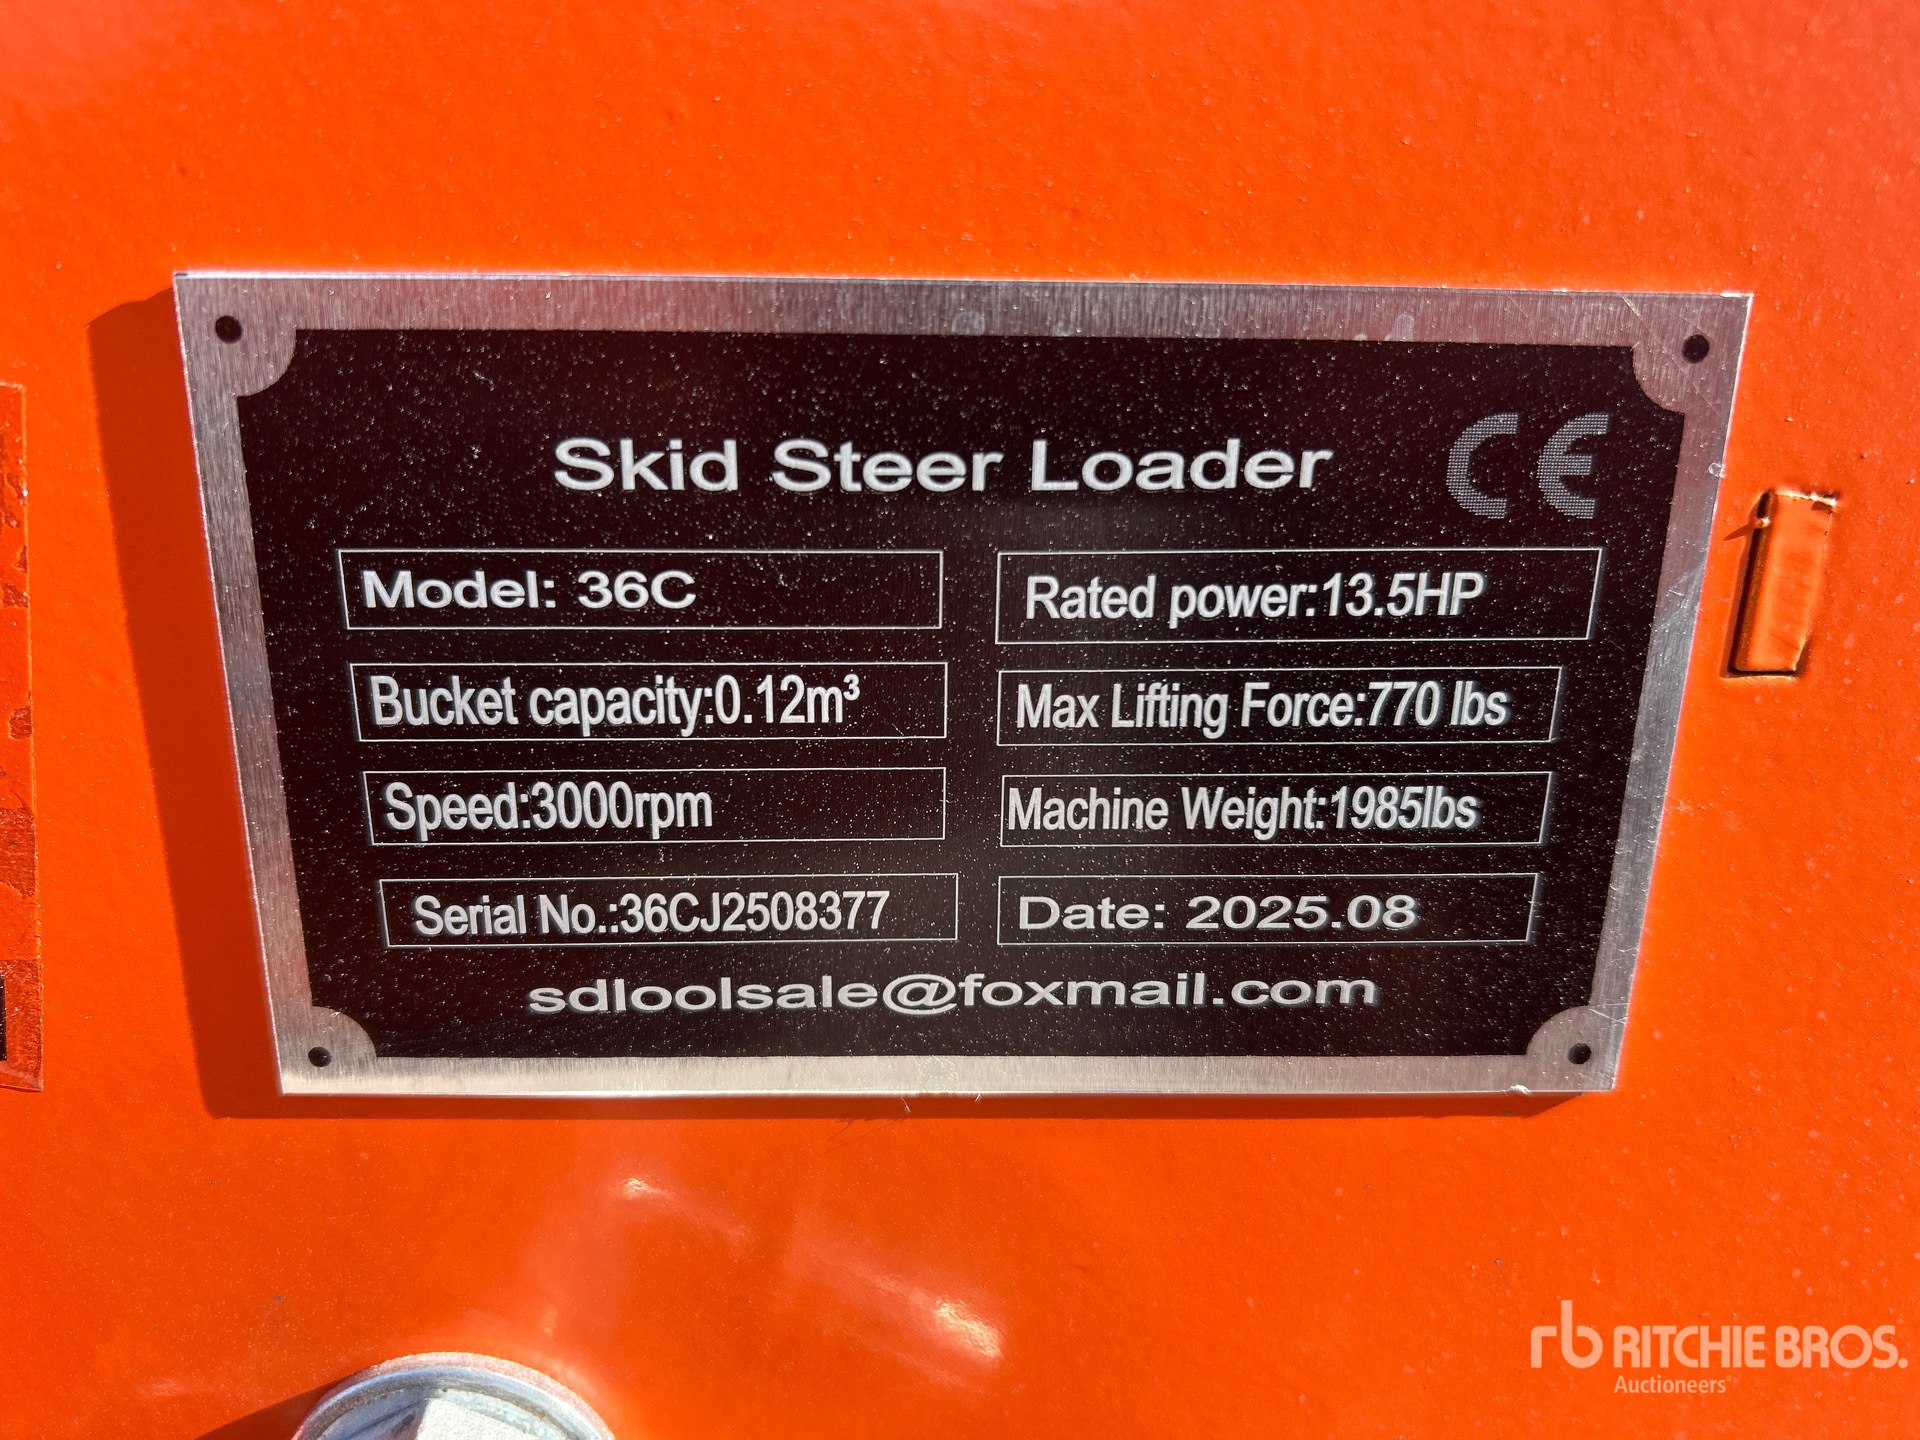 Skid Steer Loader CE
Model: 36C
Rated power:13.5HP
Bucket capacity:0.12m³
Max Lifting Force:770 lbs
Speed:3000rpm
Machine Weight:1985lbs
Serial No.:36CJ2508377
Date: 2025.08
sdloolsale@foxmail.com
rb RITCHIE BROS.
Auctioneers